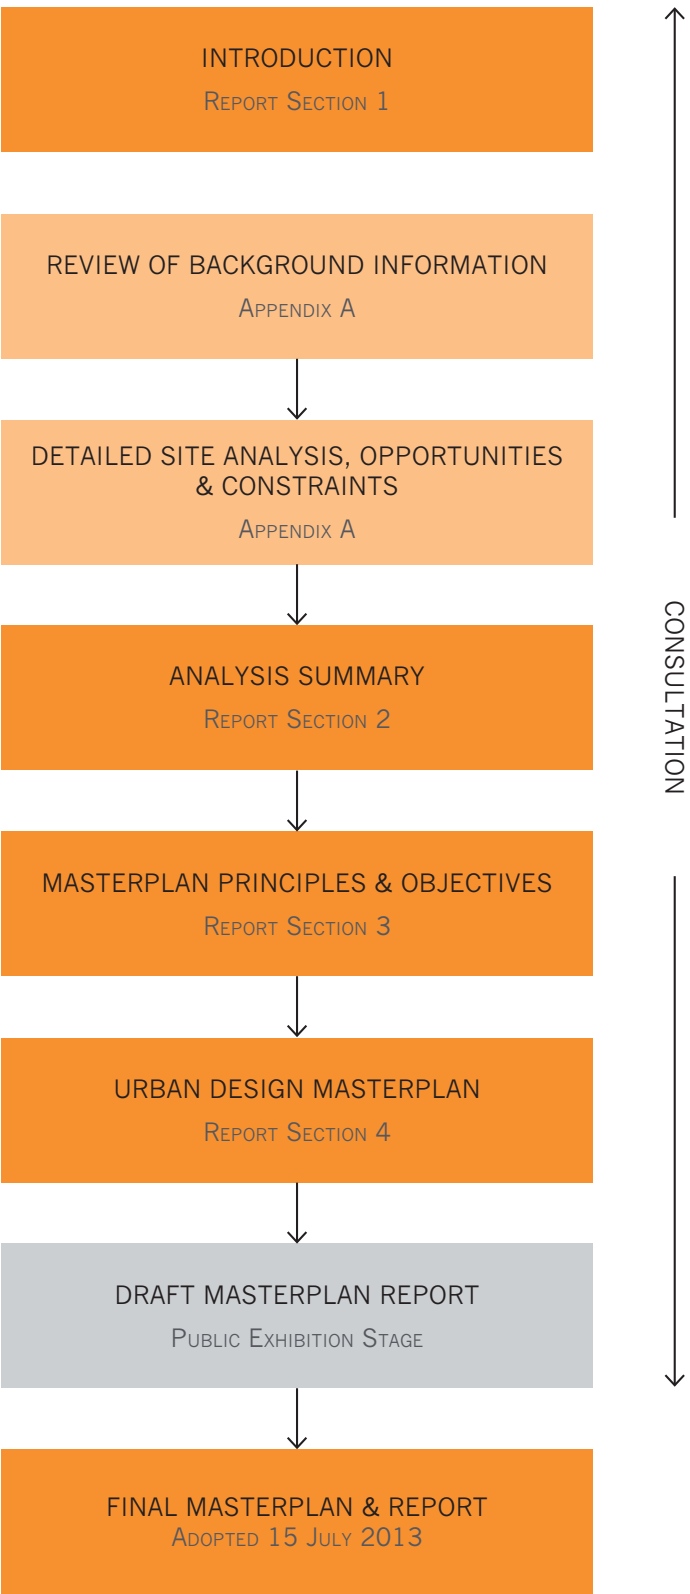 INTRODUCTION
Report Section 1
REVIEW OF BACKGROUND INFORMATION
Appendix A
DETAILED SITE ANALYSIS, OPPORTUNITIES
& CONSTRAINTS
Appendix A
ANALYSIS SUMMARY
Report Section 2
MASTERPLAN PRINCIPLES & OBJECTIVES
Report Section 3
URBAN DESIGN MASTERPLAN
Report Section 4
DRAFT MASTERPLAN REPORT
Public Exhibition Stage
FINAL MASTERPLAN & REPORT
Adopted 15 July 2013
CONSULTATION